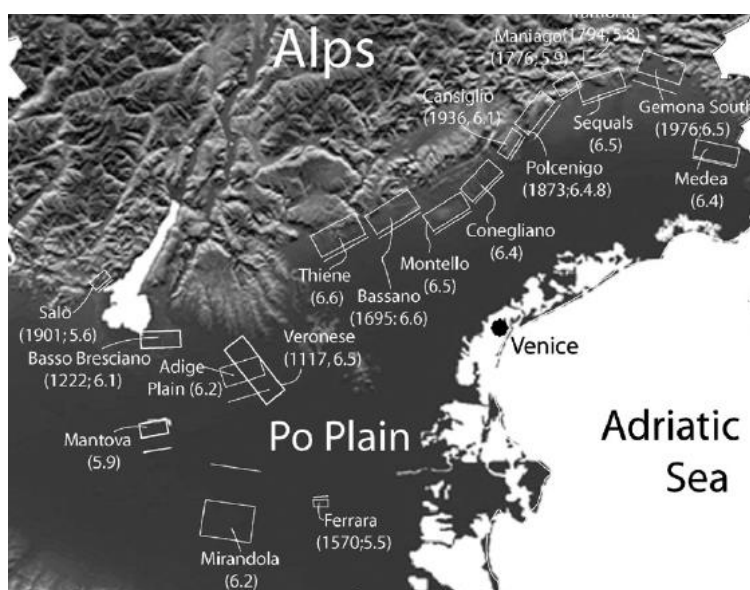 Alps
Maniago
(1776; 5.9)
(1794; 5.8)
Cansiglio
(1936, 6.1)
Gemona South
(1976; 6.5)
Sequals
(6.5)
Polcenigo
(1873;6.4.8)
Medea
(6.4)
Conegliano
(6.4)
Montello
(6.5)
Thiene
(6.6)
Bassano
(1695: 6.6)
Salò
(1901; 5.6)
Basso Bresciano
(1222; 6.1)
Veronese
(1117, 6.5)
Adige
Plain (6.2)
Venice
Mantova
(5.9)
Po Plain
Adriatic
Sea
Ferrara
(1570;5.5)
Mirandola
(6.2)